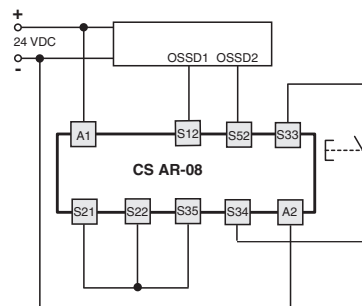 +
24 VDC
-
OSSD1 OSSD2
A1 S12 S52 S33
CS AR-08
S21 S22 S35 S34 A2